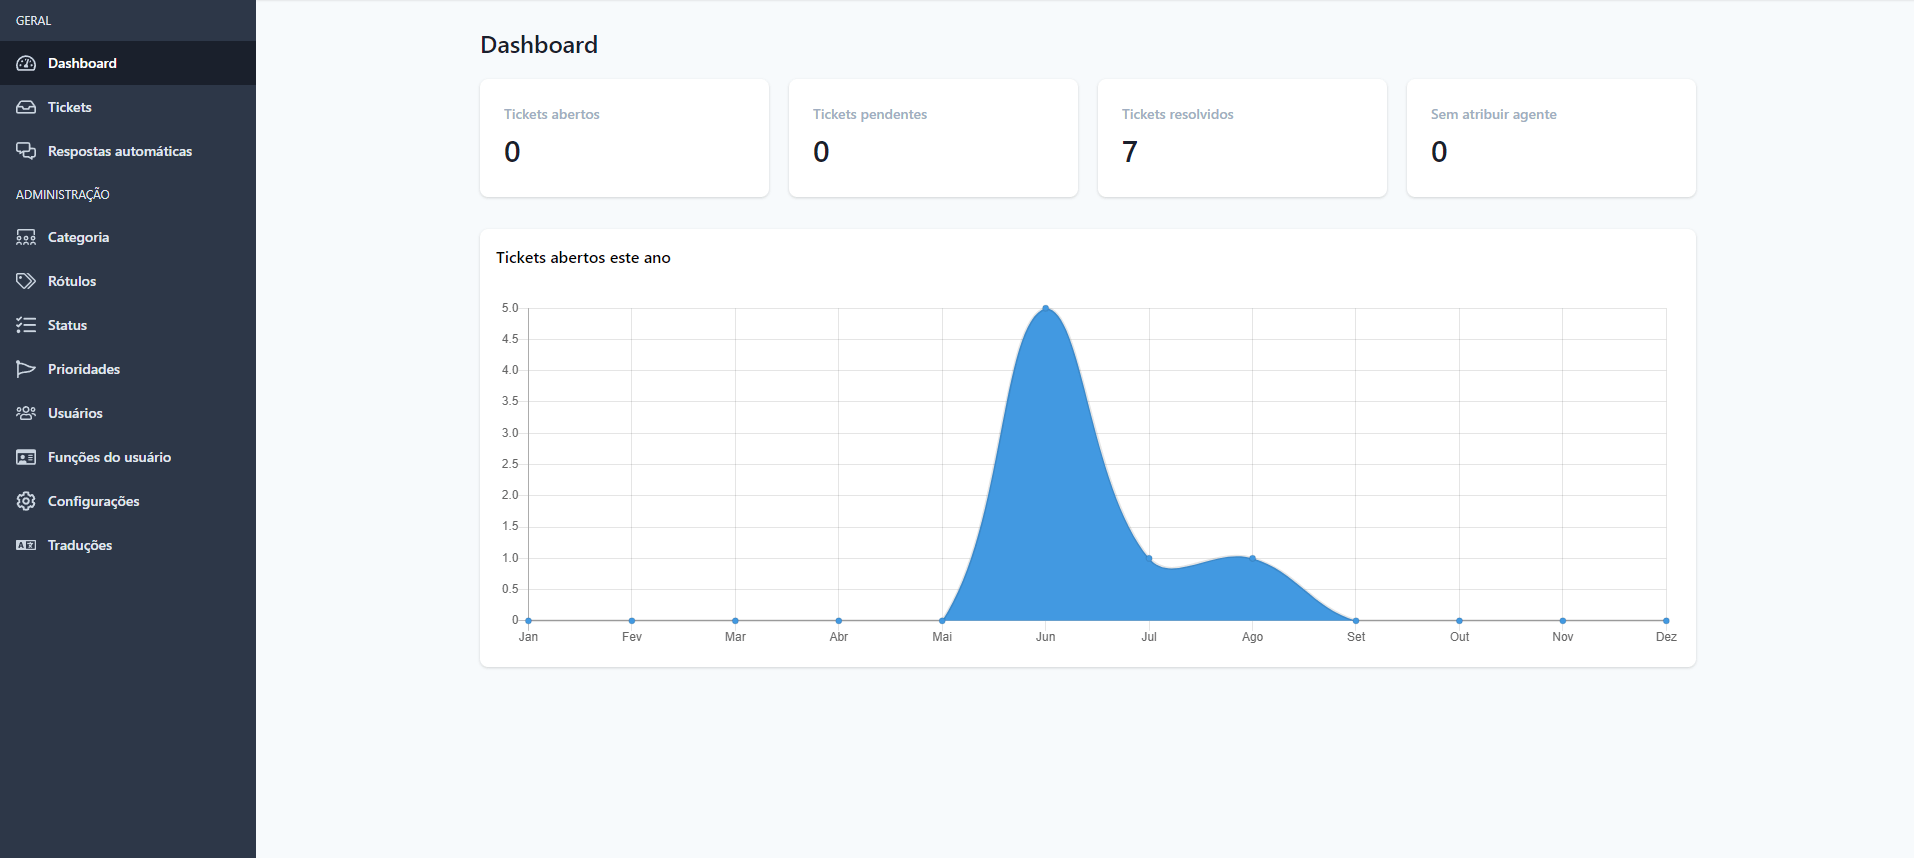 GERAL
Dashboard
Tickets
Respostas automáticas
ADMINISTRAÇÃO
Categoria
Rótulos
Status
Prioridades
Usuários
Funções do usuário
Configurações
Traduções
Dashboard
Tickets abertos
0
Tickets pendentes
0
Tickets resolvidos
7
Sem atribuir agente
0
Tickets abertos este ano
5.0
4.5
4.0
3.5
3.0
2.5
2.0
1.5
1.0
0.5
0
Jan Fev Mar Abr Mai Jun Jul Ago Set Out Nov Dez